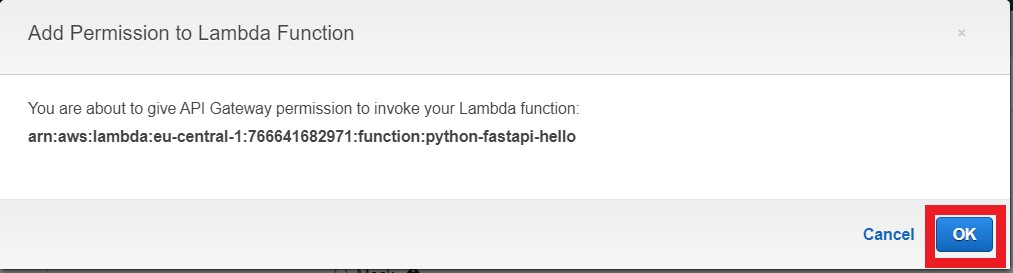 Add Permission to Lambda Function
×
You are about to give API Gateway permission to invoke your Lambda function:
arn:aws:lambda:eu-central-1:766641682971:function:python-fastapi-hello
Cancel OK